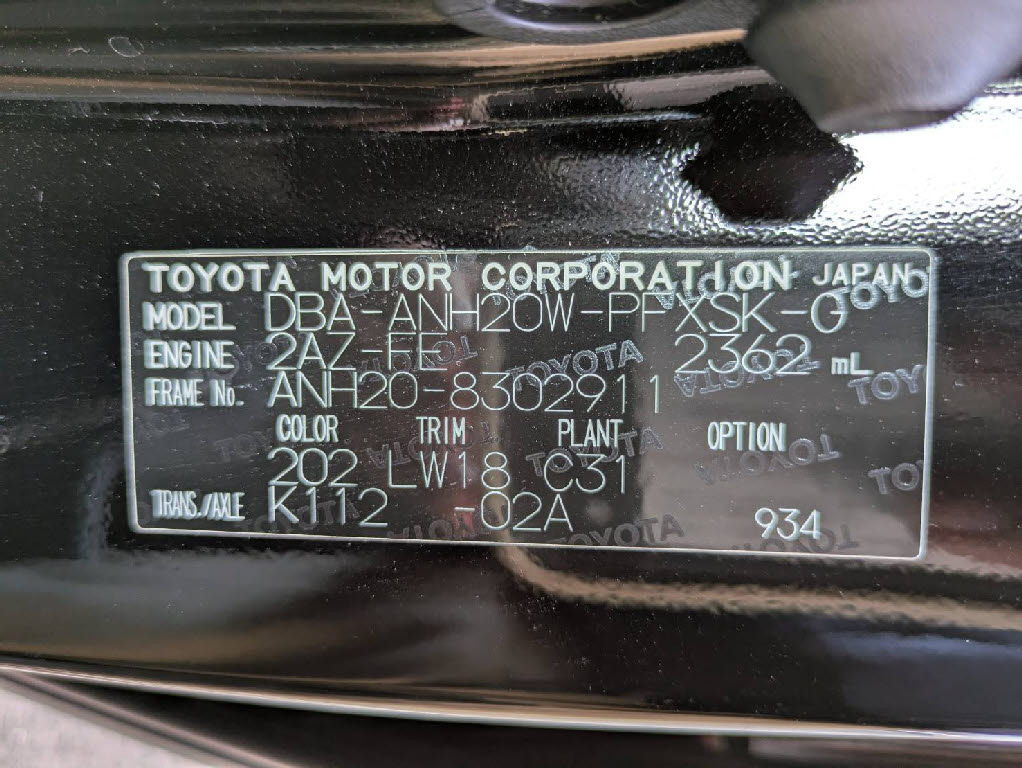 TOYOTA MOTOR CORPORATION JAPAN
MODEL DBA-ANH20W-PFXSK-G
ENGINE 2AZ-FE 2362 mL
FRAME No. ANH20-8302911
COLOR TRIM PLANT OPTION
202 LW18 C31
TRANS./AXLE K112 -02A 934